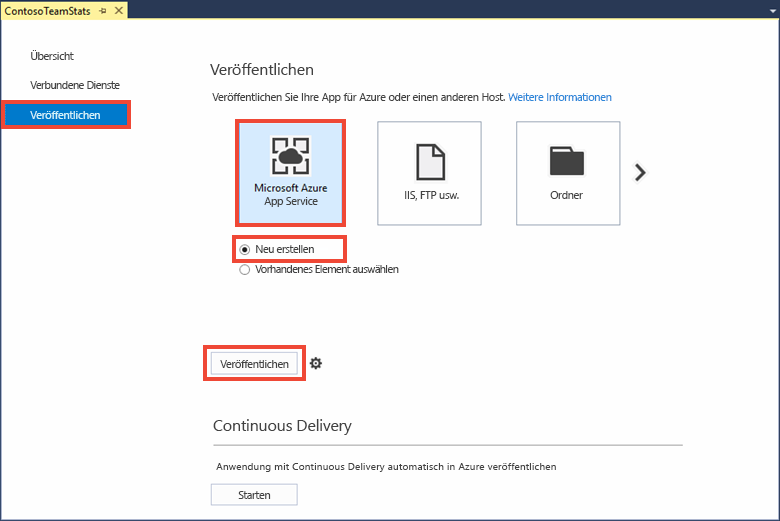 ContosoTeamStats
Übersicht
Verbundene Dienste
Veröffentlichen
Veröffentlichen
Veröffentlichen Sie Ihre App für Azure oder einen anderen Host. Weitere Informationen
Microsoft Azure
App Service
IIS, FTP usw.
Ordner
Neu erstellen
Vorhandenes Element auswählen
Veröffentlichen
Continuous Delivery
Anwendung mit Continuous Delivery automatisch in Azure veröffentlichen
Starten